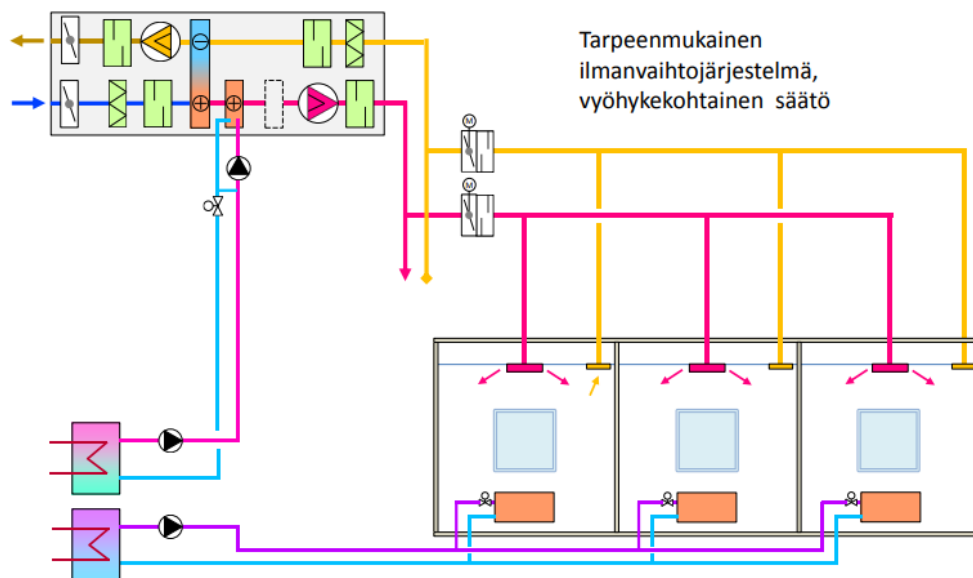 Tarpeenmukainen
ilmanvaihtojärjestelmä,
vyöhykekohtainen säätö
M
M